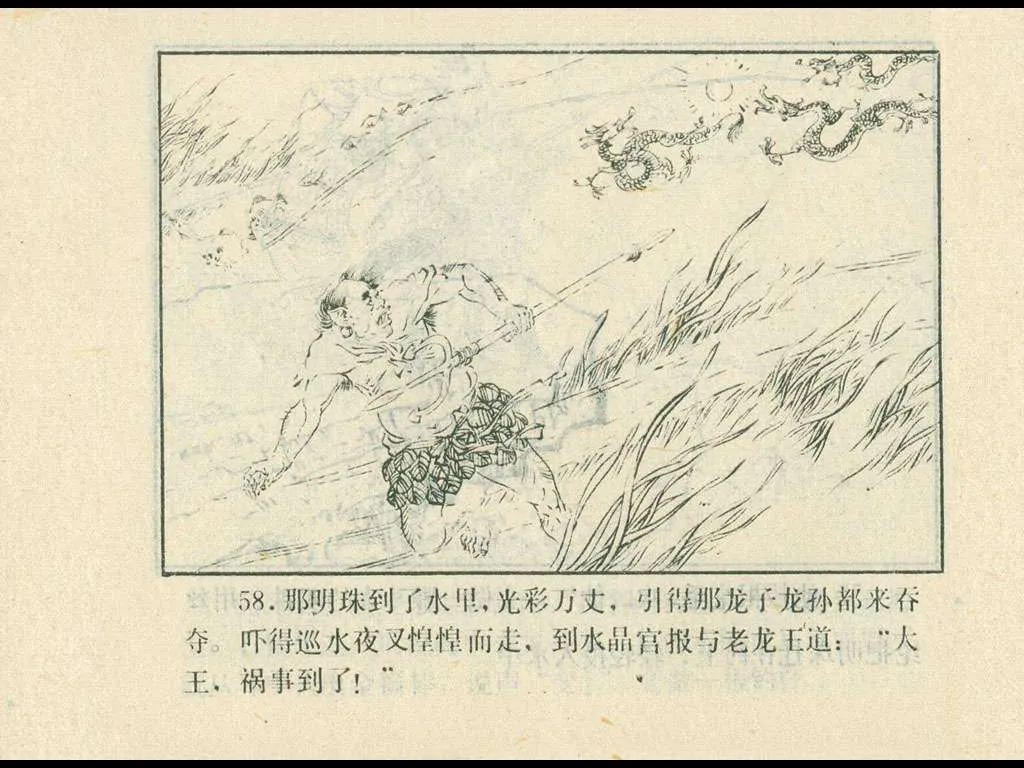 58.那明珠到了水里,光彩万丈,引得那龙子龙孙都来吞
夺。吓得巡水夜叉惶惶而走,到水晶宫报与老龙王道:“大
王,祸事到了!”